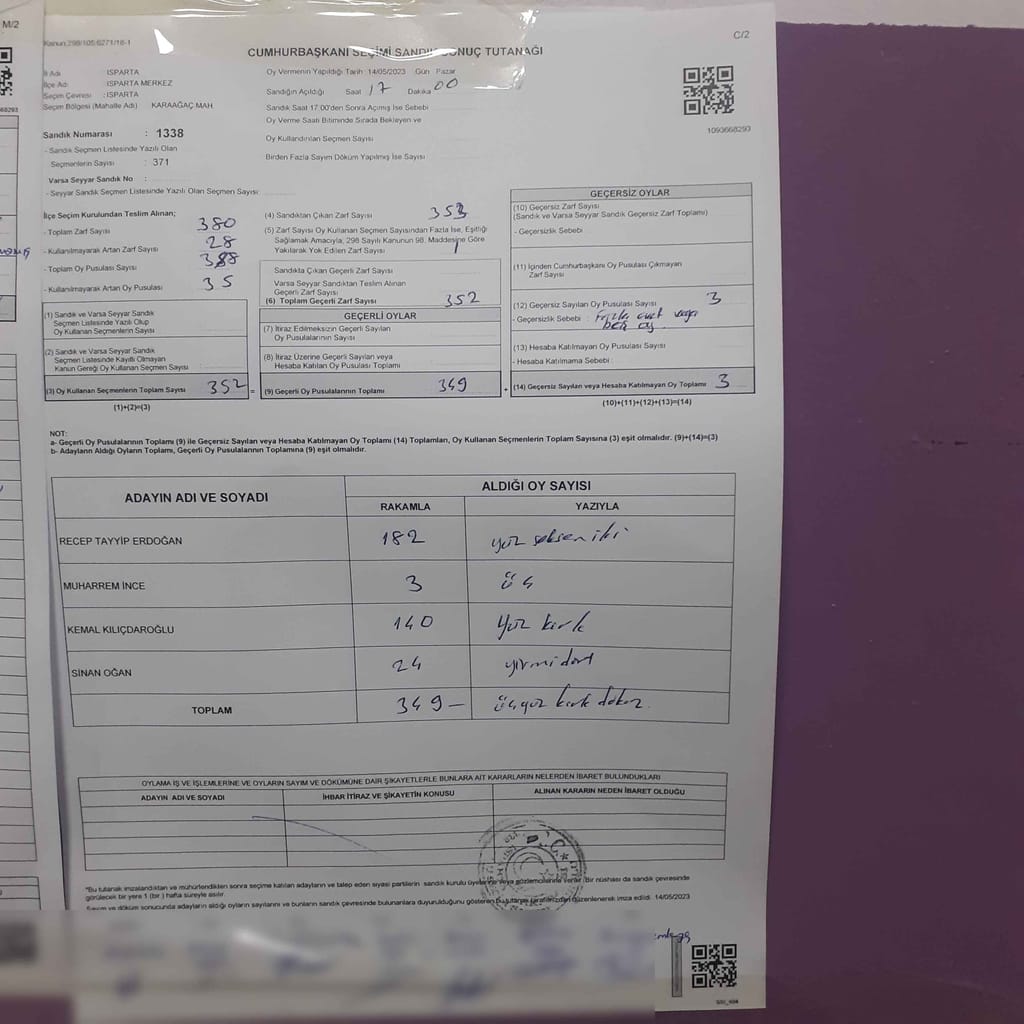 M/2
Kanun:298/105:6271/16-1
C/2
CUMHURBAŞKANI SEÇİMİ SANDIK SONUÇ TUTANAĞI
İl Adı : ISPARTA
İlçe Adı : ISPARTA MERKEZ
Seçim Çevresi : ISPARTA
Seçim Bölgesi (Mahalle Adı) KARAAĞAÇ MAH
Sandık Numarası : 1338
- Sandık Seçmen Listesinde Yazılı Olan
Seçmenlerin Sayısı : 371
Varsa Seyyar Sandık No :
- Seyyar Sandık Seçmen Listesinde Yazılı Olan Seçmen Sayısı:
Oy Vermenin Yapıldığı Tarih :14/05/2023 Gün : Pazar
Sandığın Açıldığı Saat 17 Dakika 00
Sandık Saat 17:00'den Sonra Açımış İse Sebebi
Oy Verme Saati Bitiminde Sırada Bekleyen ve
Oy Kullandırılan Seçmen Sayısı
Birden Fazla Sayım Döküm Yapılmış İse Sayısı
1093668293
İlçe Seçim Kurulundan Teslim Alınan;
- Toplam Zarf Sayısı 380
- Kullanılmayarak Artan Zarf Sayısı 28
- Toplam Oy Pusulası Sayısı 388
- Kullanılmayarak Artan Oy Pusulası 35
(1) Sandık ve Varsa Seyyar Sandık
Seçmen Listesinde Yazılı Olup
Oy Kullanan Seçmenlerin Sayısı
(2) Sandık ve Varsa Seyyar Sandık
Seçmen Listesinde Kayıtlı Olmayan
Kanun Gereği Oy Kullanan Seçmen Sayısı
(3) Oy Kullanan Seçmenlerin Toplam Sayısı 352 =
(1)+(2)=(3)
(4) Sandıktan Çıkan Zarf Sayısı 353
(5) Zarf Sayısı Oy Kullanan Seçmen Sayısından Fazla İse, Eşitliği
Sağlamak Amacıyla, 298 Sayılı Kanunun 98. Maddesine Göre
Yakılarak Yok Edilen Zarf Sayısı 1
Sandıkta Çıkan Geçerli Zarf Sayısı
Varsa Seyyar Sandıktan Teslim Alınan
Geçerli Zarf Sayısı
(6) Toplam Geçerli Zarf Sayısı 352
GEÇERLİ OYLAR
(7) İtiraz Edilmeksizin Geçerli Sayılan
Oy Pusulalarının Sayısı
(8) İtiraz Üzerine Geçerli Sayılan veya
Hesaba Katılan Oy Pusulası Toplamı
(9) Geçerli Oy Pusulalarının Toplamı 349 +
GEÇERSİZ OYLAR
(10) Geçersiz Zarf Sayısı
(Sandık ve Varsa Seyyar Sandık Geçersiz Zarf Toplamı)
- Geçersizlik Sebebi
(11) İçinden Cumhurbaşkanı Oy Pusulası Çıkmayan
Zarf Sayısı
(12) Geçersiz Sayılan Oy Pusulası Sayısı 3
- Geçersizlik Sebebi : Fazla evet veya
boş oy
(13) Hesaba Katılmayan Oy Pusulası Sayısı
- Hesaba Katılmama Sebebi
(14) Geçersiz Sayılan veya Hesaba Katılmayan Oy Toplamı 3
(10)+(11)+(12)+(13)=(14)
NOT:
a- Geçerli Oy Pusulalarının Toplamı (9) ile Geçersiz Sayılan veya Hesaba Katılmayan Oy Toplamı (14) Toplamları, Oy Kullanan Seçmenlerin Toplam Sayısına (3) eşit olmalıdır. (9)+(14)=(3)
b- Adayların Aldığı Oyların Toplamı, Geçerli Oy Pusulalarının Toplamına (9) eşit olmalıdır.
ADAYIN ADI VE SOYADI
ALDIĞI OY SAYISI
RAKAMLA YAZIYLA
RECEP TAYYİP ERDOĞAN 182 yüz seksen iki
MUHARREM İNCE 3 üç
KEMAL KILIÇDAROĞLU 140 Yüz kırk
SİNAN OĞAN 24 yirmi dört
TOPLAM 349 – üçyüz kırk dokuz
OYLAMA İŞ VE İŞLEMLERİNE VE OYLARIN SAYIM VE DÖKÜMÜNE DAİR ŞİKAYETLERLE BUNLARA AİT KARARLARIN NELERDEN İBARET BULUNDUKLARI
ADAYIN ADI VE SOYADI İHBAR İTİRAZ VE ŞİKAYETİN KONUSU ALINAN KARARIN NEDEN İBARET OLDUĞU
*Bu tutanak imzalandıktan ve mühürlendikten sonra seçime katılan adayların ve talep eden siyasi partilerin sandık kurulu üyelerine veya gözlemcilerine verilir. Bir nüshası da sandık çevresinde
görülecek bir yere 1 (bir ) hafta süreyle asılır.
Sayım ve döküm sonucunda adayların aldığı oyların sayılarını ve bunların sandık çevresinde bulunanlara duyurulduğunu gösteren bu tutanak tarafımızdan düzenlenerek imza edildi. 14/05/2023